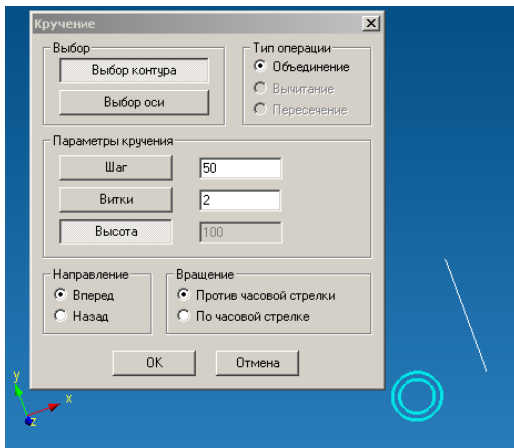 Кручение
Выбор
Выбор контура
Выбор оси
Тип операции
Объединение
Вычитание
Пересечение
Параметры кручения
Шаг
50
Витки
2
Высота
100
Направление
Вперед
Назад
Вращение
Против часовой стрелки
По часовой стрелке
OK
Отмена
y
x
z